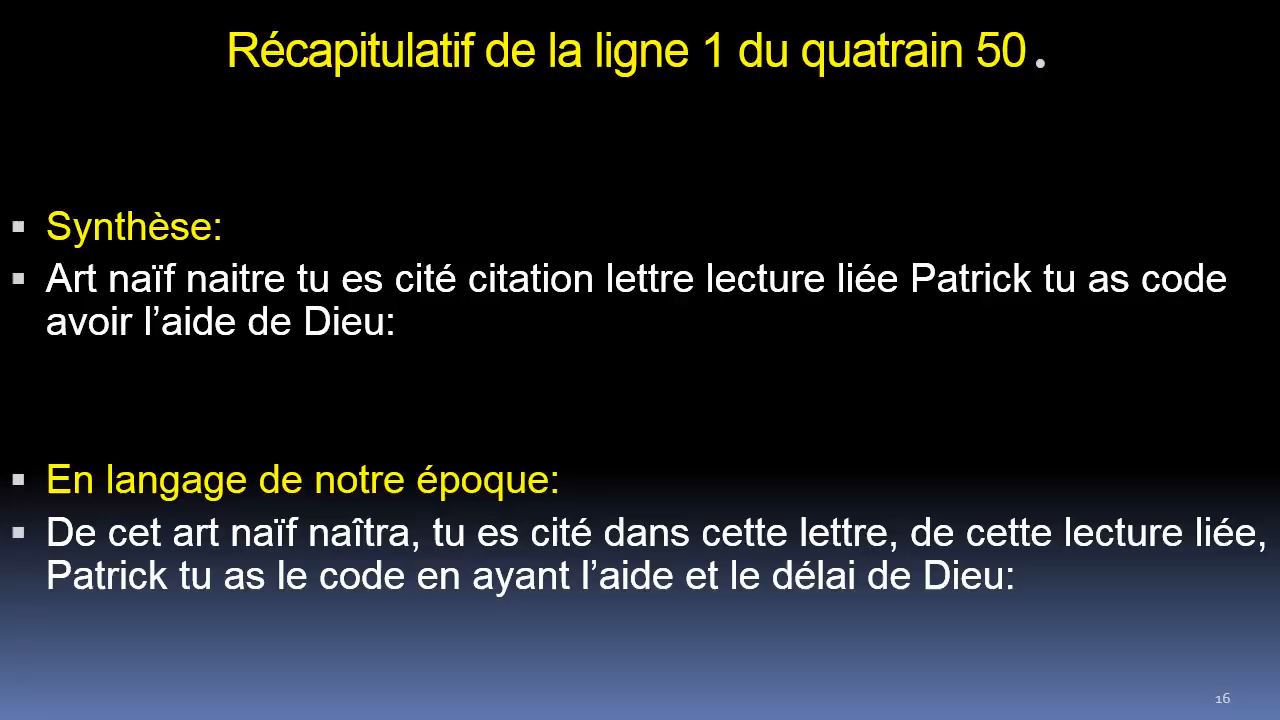 Récapitulatif de la ligne 1 du quatrain 50.
▪ Synthèse:
▪ Art naïf naitre tu es cité citation lettre lecture liée Patrick tu as code
avoir l’aide de Dieu:
▪ En langage de notre époque:
▪ De cet art naïf naîtra, tu es cité dans cette lettre, de cette lecture liée,
Patrick tu as le code en ayant l’aide et le délai de Dieu:
16